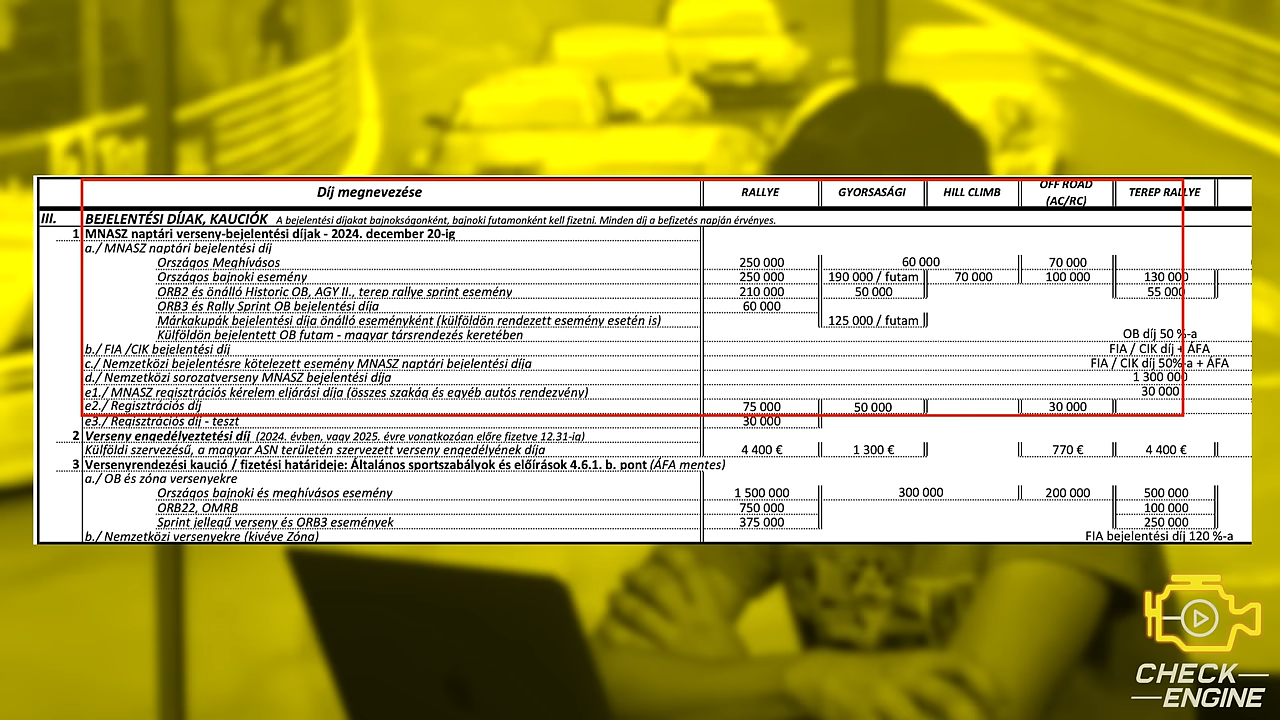 Díj megnevezése RALLYE GYORSASÁGI HILL CLIMB OFF ROAD (AC/RC) TEREP RALLYE
III. BEJELENTÉSI DÍJAK, KAUCIÓK A bejelentési díjakat bajnokságonként, bajnoki futamonként kell fizetni. Minden díj a befizetés napján érvényes.
1 MNASZ naptári verseny-bejelentési díjak - 2024. december 20-ig
a./ MNASZ naptári bejelentési díj
Országos Meghívásos 250 000 60 000 70 000
Országos bajnoki esemény 250 000 190 000 / futam 70 000 100 000 130 000
ORB2 és önálló Historic OB, AGY II., terep rallye sprint esemény 210 000 50 000 55 000
ORB3 és Rally Sprint OB bejelentési díja 60 000
Márkakupák bejelentési díja önálló eseményként (külföldön rendezett esemény esetén is) 125 000 / futam
Külföldön bejelentett OB futam - magyar társrendezés keretében OB díj 50 %-a
b./ FIA /CIK bejelentési díj FIA / CIK díj + ÁFA
c./ Nemzetközi bejelentésre kötelezett esemény MNASZ naptári bejelentési díja FIA / CIK díj 50%-a + ÁFA
d./ Nemzetközi sorozatverseny MNASZ bejelentési díja 1 300 000
e1./ MNASZ regisztrációs kérelem eljárási díja (összes szakág és egyéb autós rendezvény) 30 000
e2./ Regisztrációs díj 75 000 50 000 30 000
e3./ Regisztrációs díj - teszt 30 000
2 Verseny engedélyeztetési díj (2024. évben, vagy 2025. évre vonatkozóan előre fizetve 12.31-ig)
Külföldi szervezésű, a magyar ASN területén szervezett verseny engedélyének díja 4 400 € 1 300 € 770 € 4 400 €
3 Versenyrendezési kaució / fizetési határideje: Általános sportszabályok és előírások 4.6.1. b. pont (ÁFA mentes)
a./ OB és zóna versenyekre
Országos bajnoki és meghívásos esemény 1 500 000 300 000 200 000 500 000
ORB22, OMRB 750 000 100 000
Sprint jellegű verseny és ORB3 események 375 000 250 000
b./ Nemzetközi versenyekre (kivéve Zóna) FIA bejelentési díj 120 %-a
CHECK
ENGINE